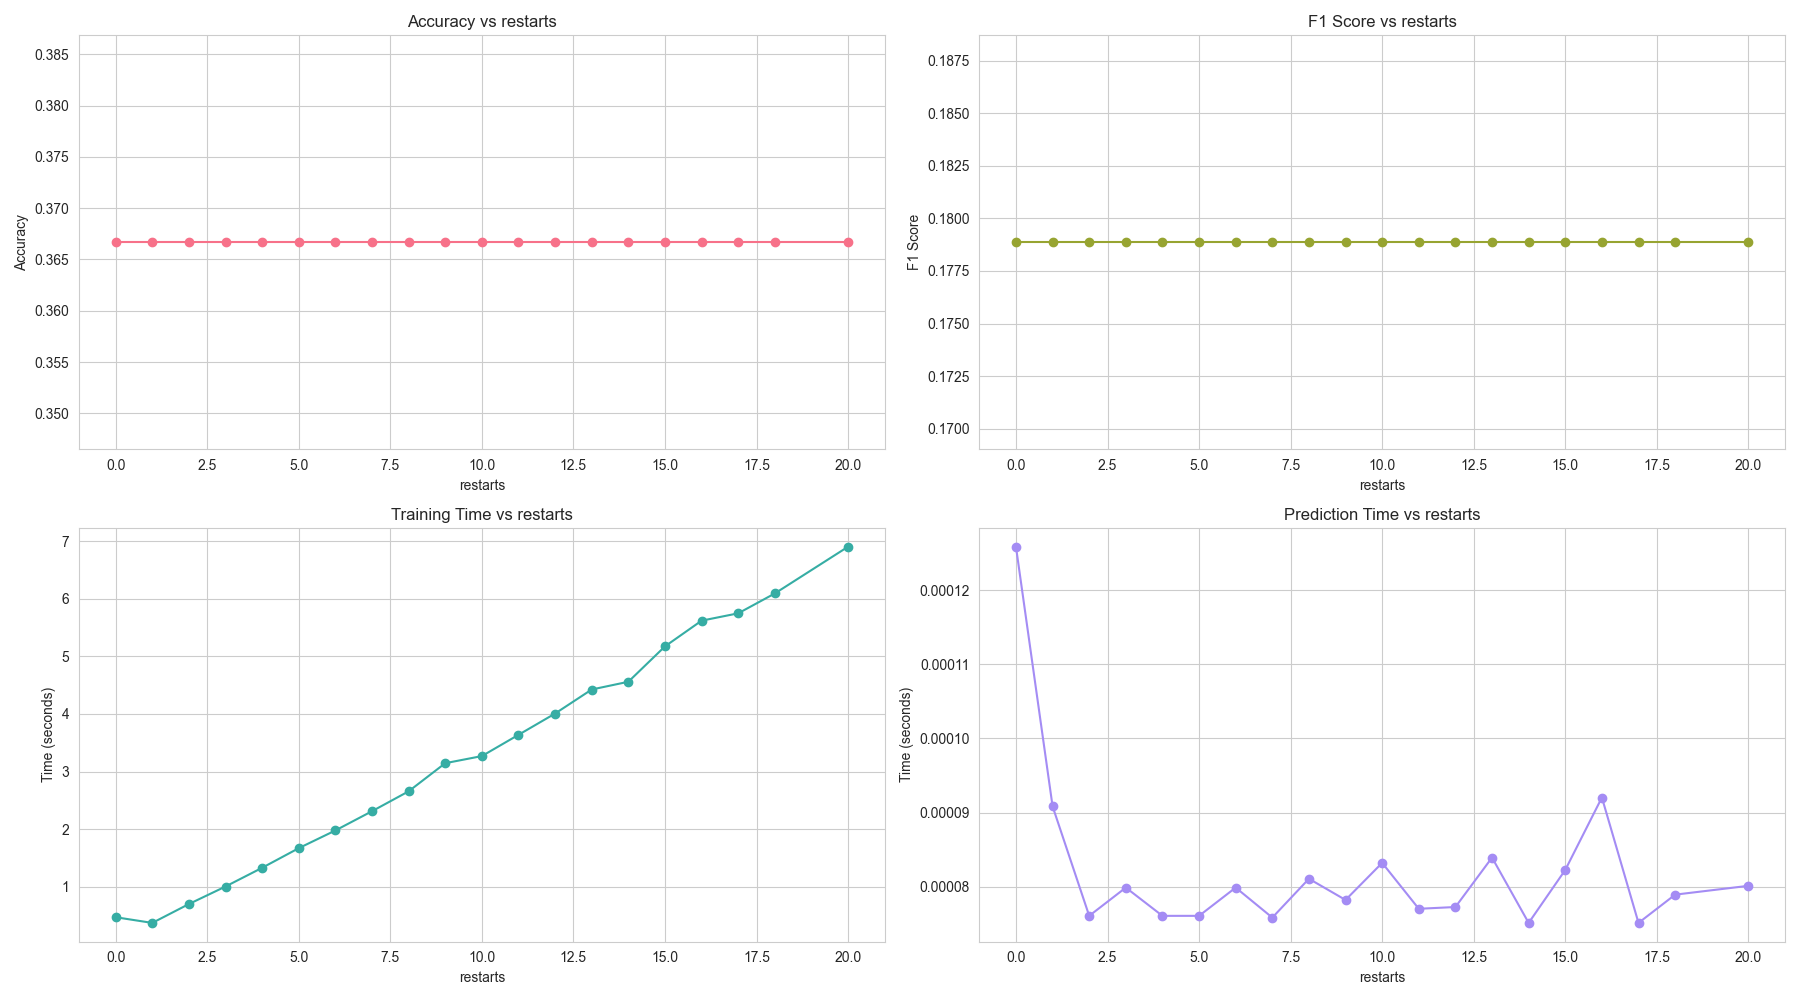 Accuracy vs restarts
0.385
0.380
0.375
0.370
0.365
0.360
0.355
0.350
Accuracy
0.0 2.5 5.0 7.5 10.0 12.5 15.0 17.5 20.0
restarts
F1 Score vs restarts
0.1875
0.1850
0.1825
0.1800
0.1775
0.1750
0.1725
0.1700
F1 Score
0.0 2.5 5.0 7.5 10.0 12.5 15.0 17.5 20.0
restarts
Training Time vs restarts
7
6
5
4
3
2
1
Time (seconds)
0.0 2.5 5.0 7.5 10.0 12.5 15.0 17.5 20.0
restarts
Prediction Time vs restarts
0.00012
0.00011
0.00010
0.00009
0.00008
Time (seconds)
0.0 2.5 5.0 7.5 10.0 12.5 15.0 17.5 20.0
restarts